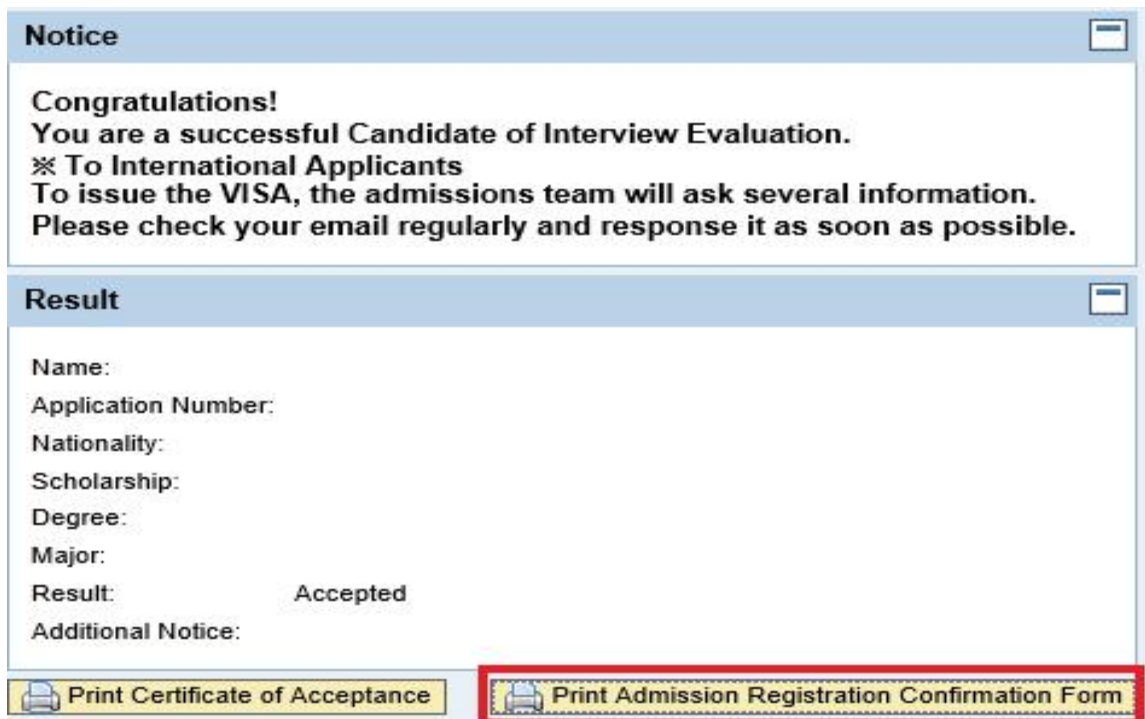 Notice
Congratulations!
You are a successful Candidate of Interview Evaluation.
※ To International Applicants
To issue the VISA, the admissions team will ask several information.
Please check your email regularly and response it as soon as possible.
Result
Name:
Application Number:
Nationality:
Scholarship:
Degree:
Major:
Result: Accepted
Additional Notice:
Print Certificate of Acceptance Print Admission Registration Confirmation Form